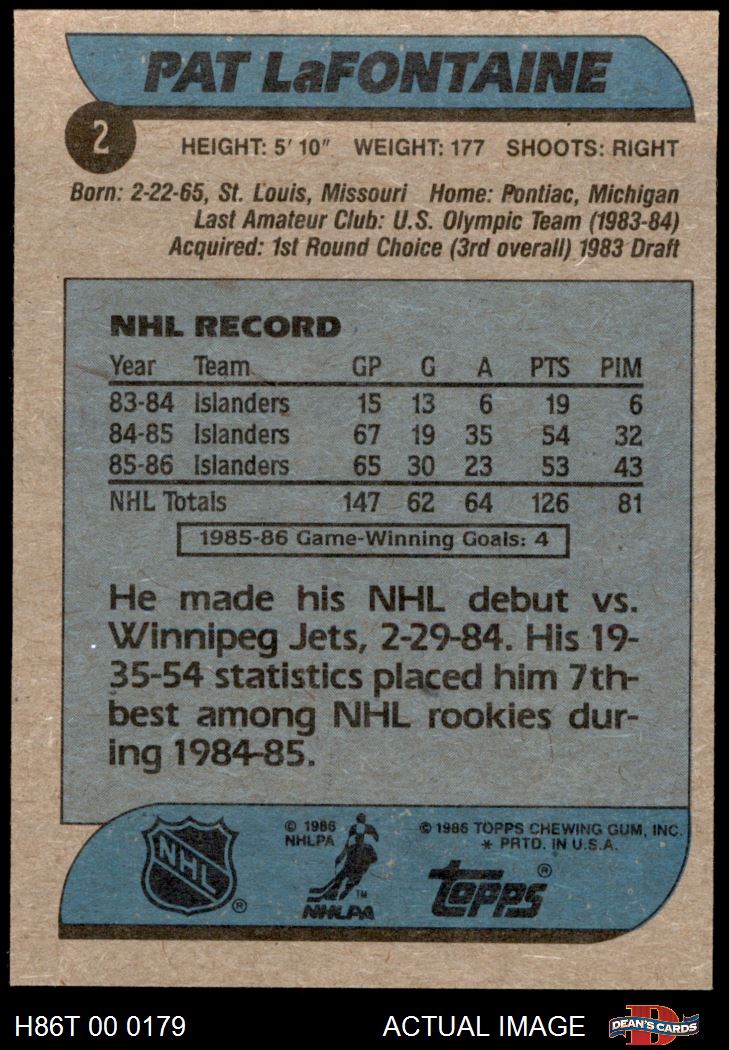 PAT LaFONTAINE
2
HEIGHT: 5' 10" WEIGHT: 177 SHOOTS: RIGHT
Born: 2-22-65, St. Louis, Missouri Home: Pontiac, Michigan
Last Amateur Club: U.S. Olympic Team (1983-84)
Acquired: 1st Round Choice (3rd overall) 1983 Draft
NHL RECORD
Year Team GP G A PTS PIM
83-84 Islanders 15 13 6 19 6
84-85 Islanders 67 19 35 54 32
85-86 Islanders 65 30 23 53 43
NHL Totals 147 62 64 126 81
1985-86 Game-Winning Goals: 4
He made his NHL debut vs.
Winnipeg Jets, 2-29-84. His 19-
35-54 statistics placed him 7th-
best among NHL rookies dur-
ing 1984-85.
NHL ®
© 1986
NHLPA
TM
NHLPA
© 1986 TOPPS CHEWING GUM, INC.
* PRTD. IN U.S.A.
topps ®
H86T 00 0179 ACTUAL IMAGE
D
DEAN'S CARDS